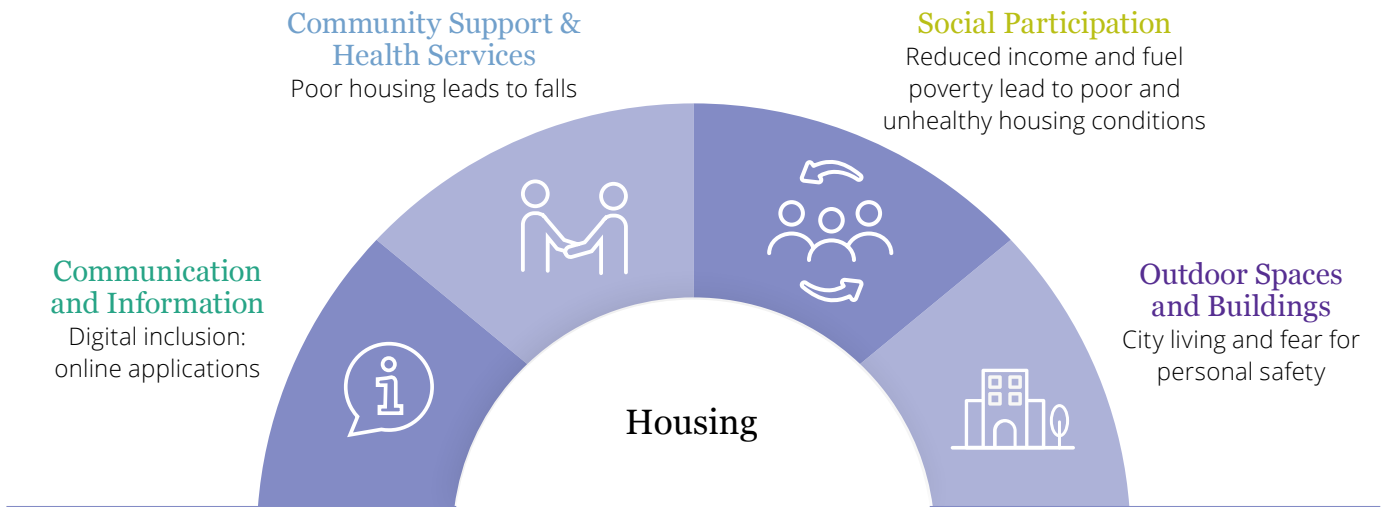 Community Support &
Health Services
Poor housing leads to falls
Social Participation
Reduced income and fuel
poverty lead to poor and
unhealthy housing conditions
Communication
and Information
Digital inclusion:
online applications
Outdoor Spaces
and Buildings
City living and fear for
personal safety
Housing